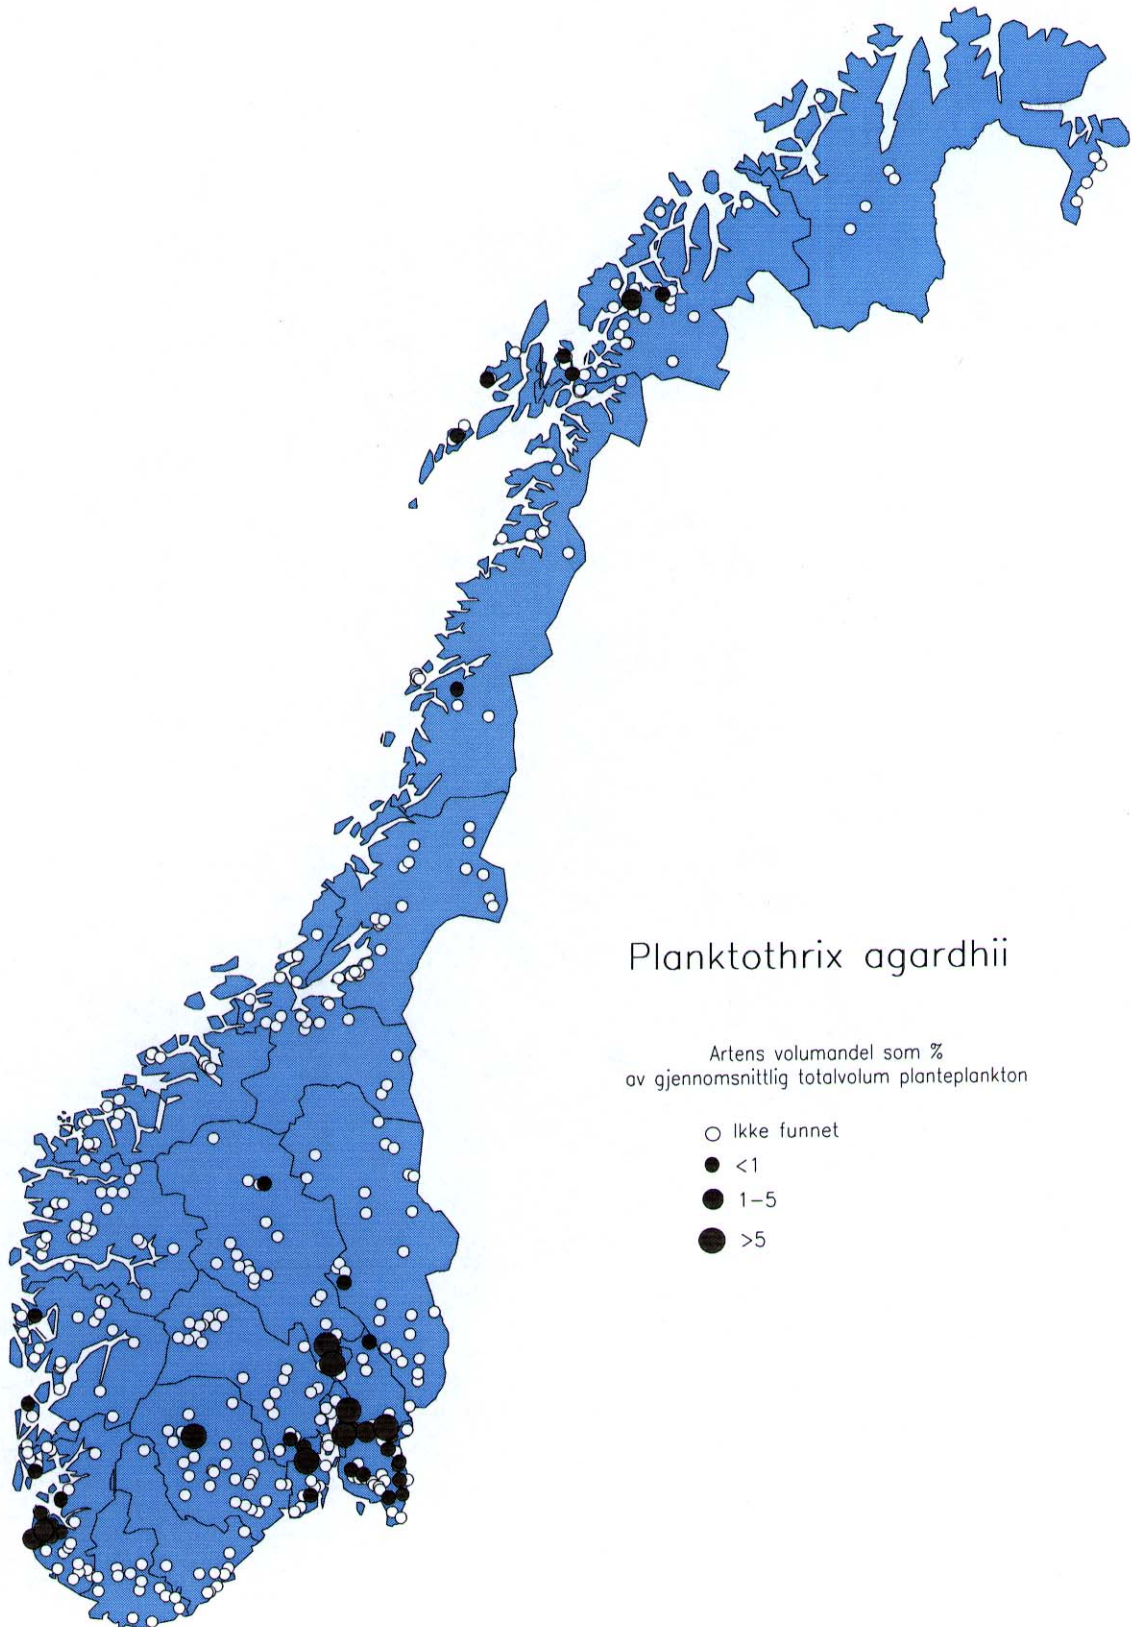 Planktothrix agardhii
Artens volumandel som %
av gjennomsnittlig totalvolum planteplankton
Ikke funnet
<1
1–5
>5